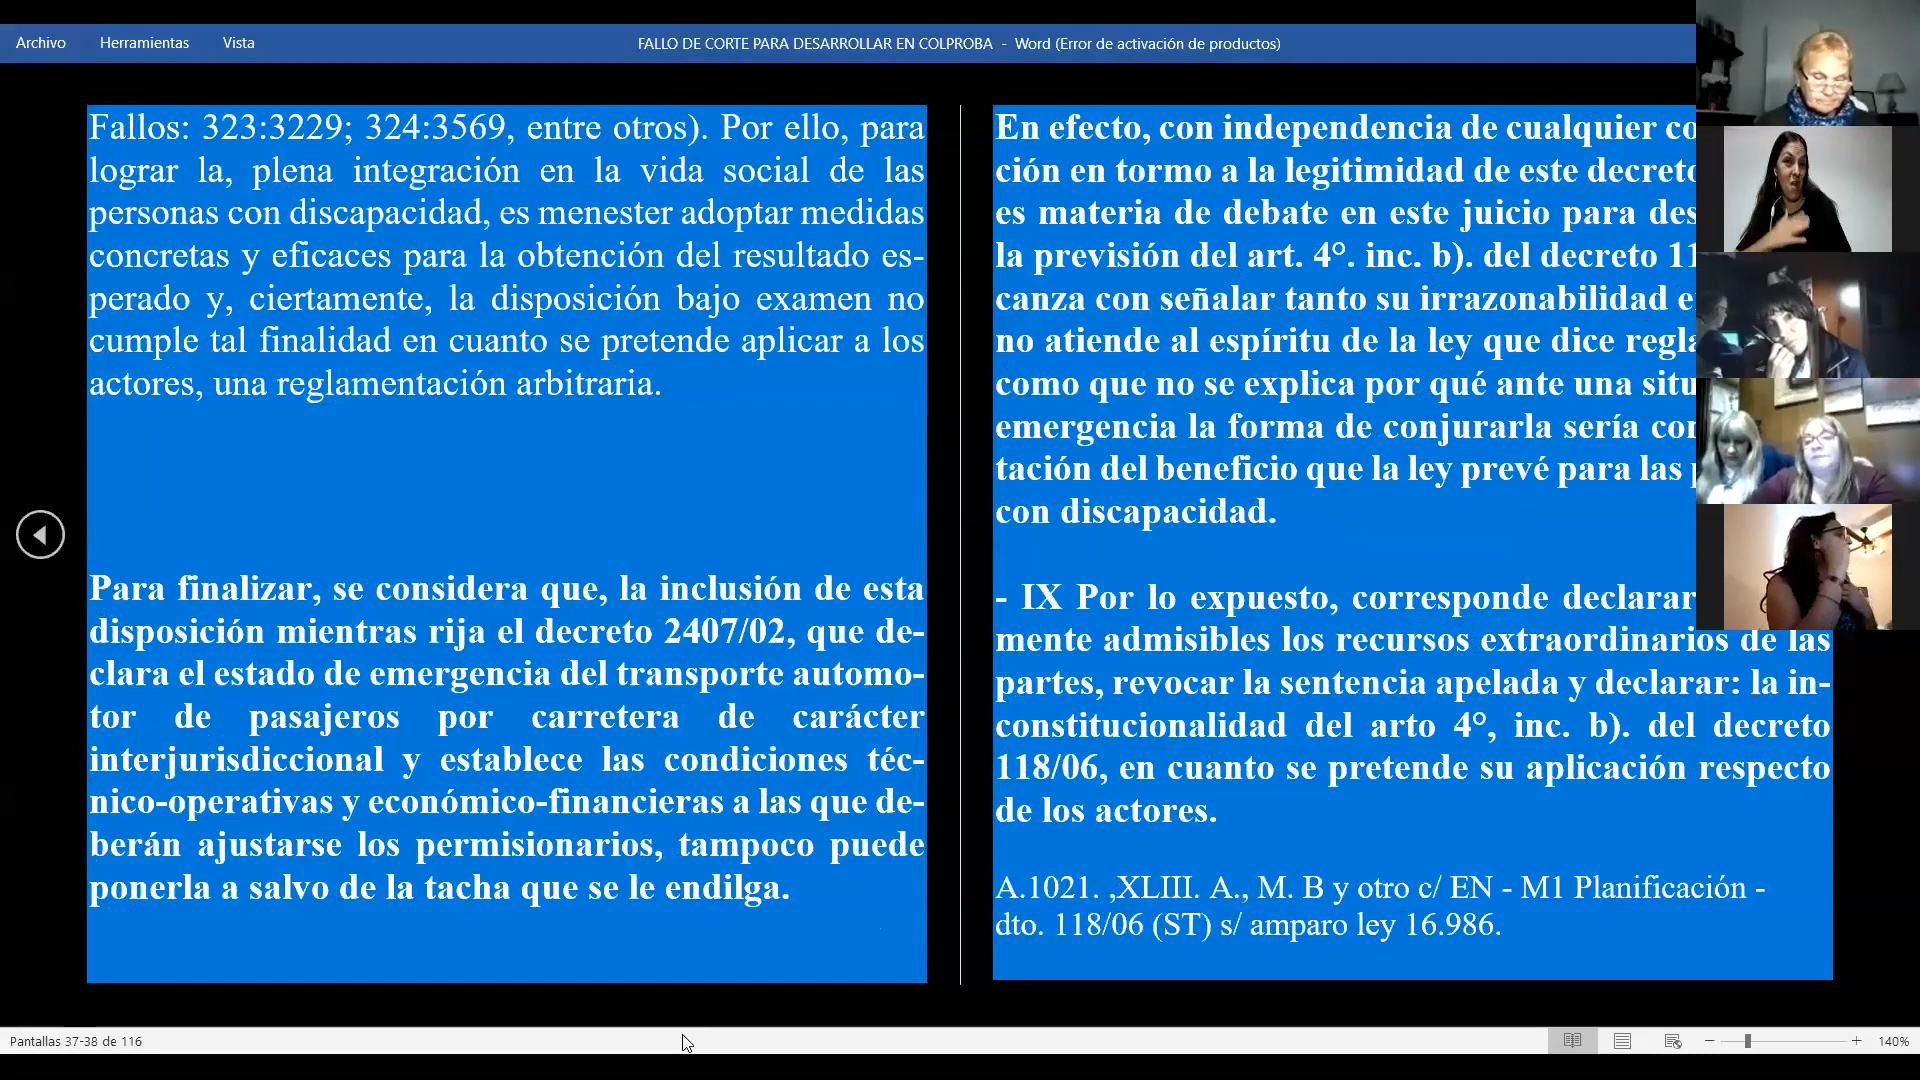 Archivo Herramientas Vista
FALLO DE CORTE PARA DESARROLLAR EN COLPROBA - Word (Error de activación de productos)
Fallos: 323:3229; 324:3569, entre otros). Por ello, para
lograr la, plena integración en la vida social de las
personas con discapacidad, es menester adoptar medidas
concretas y eficaces para la obtención del resultado es-
perado y, ciertamente, la disposición bajo examen no
cumple tal finalidad en cuanto se pretende aplicar a los
actores, una reglamentación arbitraria.
Para finalizar, se considera que, la inclusión de esta
disposición mientras rija el decreto 2407/02, que de-
clara el estado de emergencia del transporte automo-
tor de pasajeros por carretera de carácter
interjurisdiccional y establece las condiciones téc-
nico-operativas y económico-financieras a las que de-
berán ajustarse los permisionarios, tampoco puede
ponerla a salvo de la tacha que se le endilga.
En efecto, con independencia de cualquier co
ción en tormo a la legitimidad de este decreto
es materia de debate en este juicio para des
la previsión del art. 4°. inc. b). del decreto 11
canza con señalar tanto su irrazonabilidad e
no atiende al espíritu de la ley que dice regla
como que no se explica por qué ante una situ
emergencia la forma de conjurarla sería con
tación del beneficio que la ley prevé para las
con discapacidad.
- IX Por lo expuesto, corresponde declarar
mente admisibles los recursos extraordinarios de las
partes, revocar la sentencia apelada y declarar: la in-
constitucionalidad del arto 4°, inc. b). del decreto
118/06, en cuanto se pretende su aplicación respecto
de los actores.
A.1021. ,XLIII. A., M. B y otro c/ EN - M1 Planificación -
dto. 118/06 (ST) s/ amparo ley 16.986.
Pantallas 37-38 de 116
140%